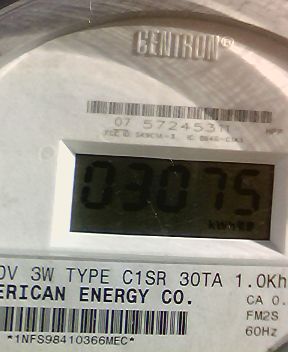 CENTRON®
07 57245311
03075
kWh
0V 3W TYPE C1SR 30TA 1.0Kh
ERICAN ENERGY CO.
CA 0.
FM2S
60Hz
*1NFS98410366MEC*